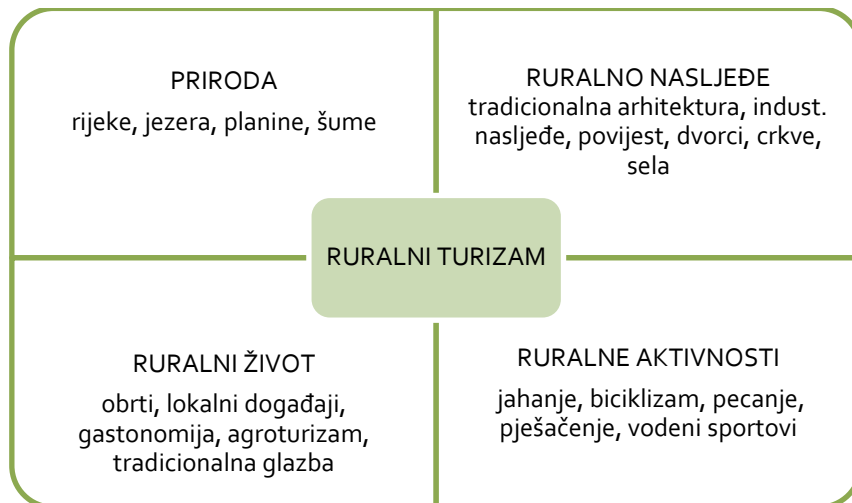 PRIRODA
rijeke, jezera, planine, šume
RURALNO NASLJEĐE
tradicionalna arhitektura, indust.
nasljeđe, povijest, dvorci, crkve,
sela
RURALNI TURIZAM
RURALNI ŽIVOT
obrti, lokalni događaji,
gastonomija, agroturizam,
tradicionalna glazba
RURALNE AKTIVNOSTI
jahanje, biciklizam, pecanje,
pješačenje, vodeni sportovi